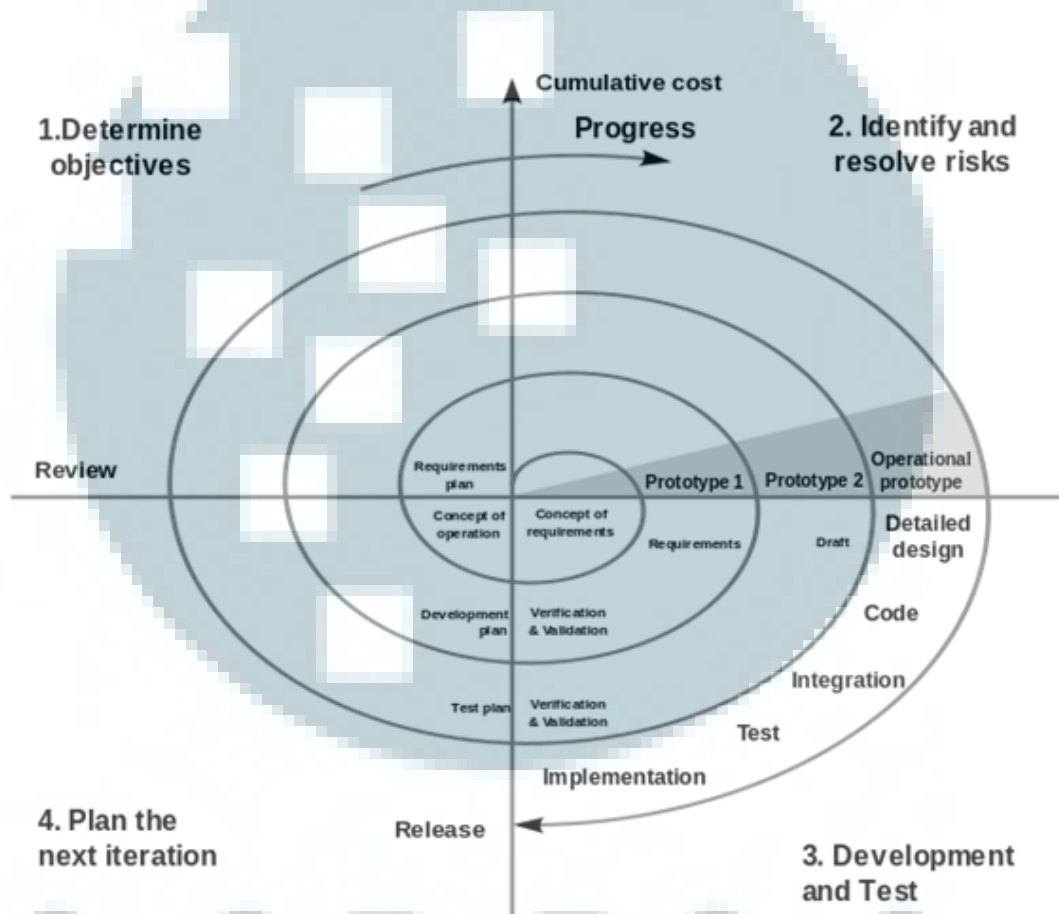 Cumulative cost
Progress
1.Determine
objectives
2. Identify and
resolve risks
Review
Requirements
plan
Prototype 1
Prototype 2
Operational
prototype
Concept of
operation
Concept of
requirements
Requirements
Draft
Detailed
design
Development
plan
Verification
& Validation
Code
Integration
Test plan
Verification
& Validation
Test
Implementation
Release
4. Plan the
next iteration
3. Development
and Test